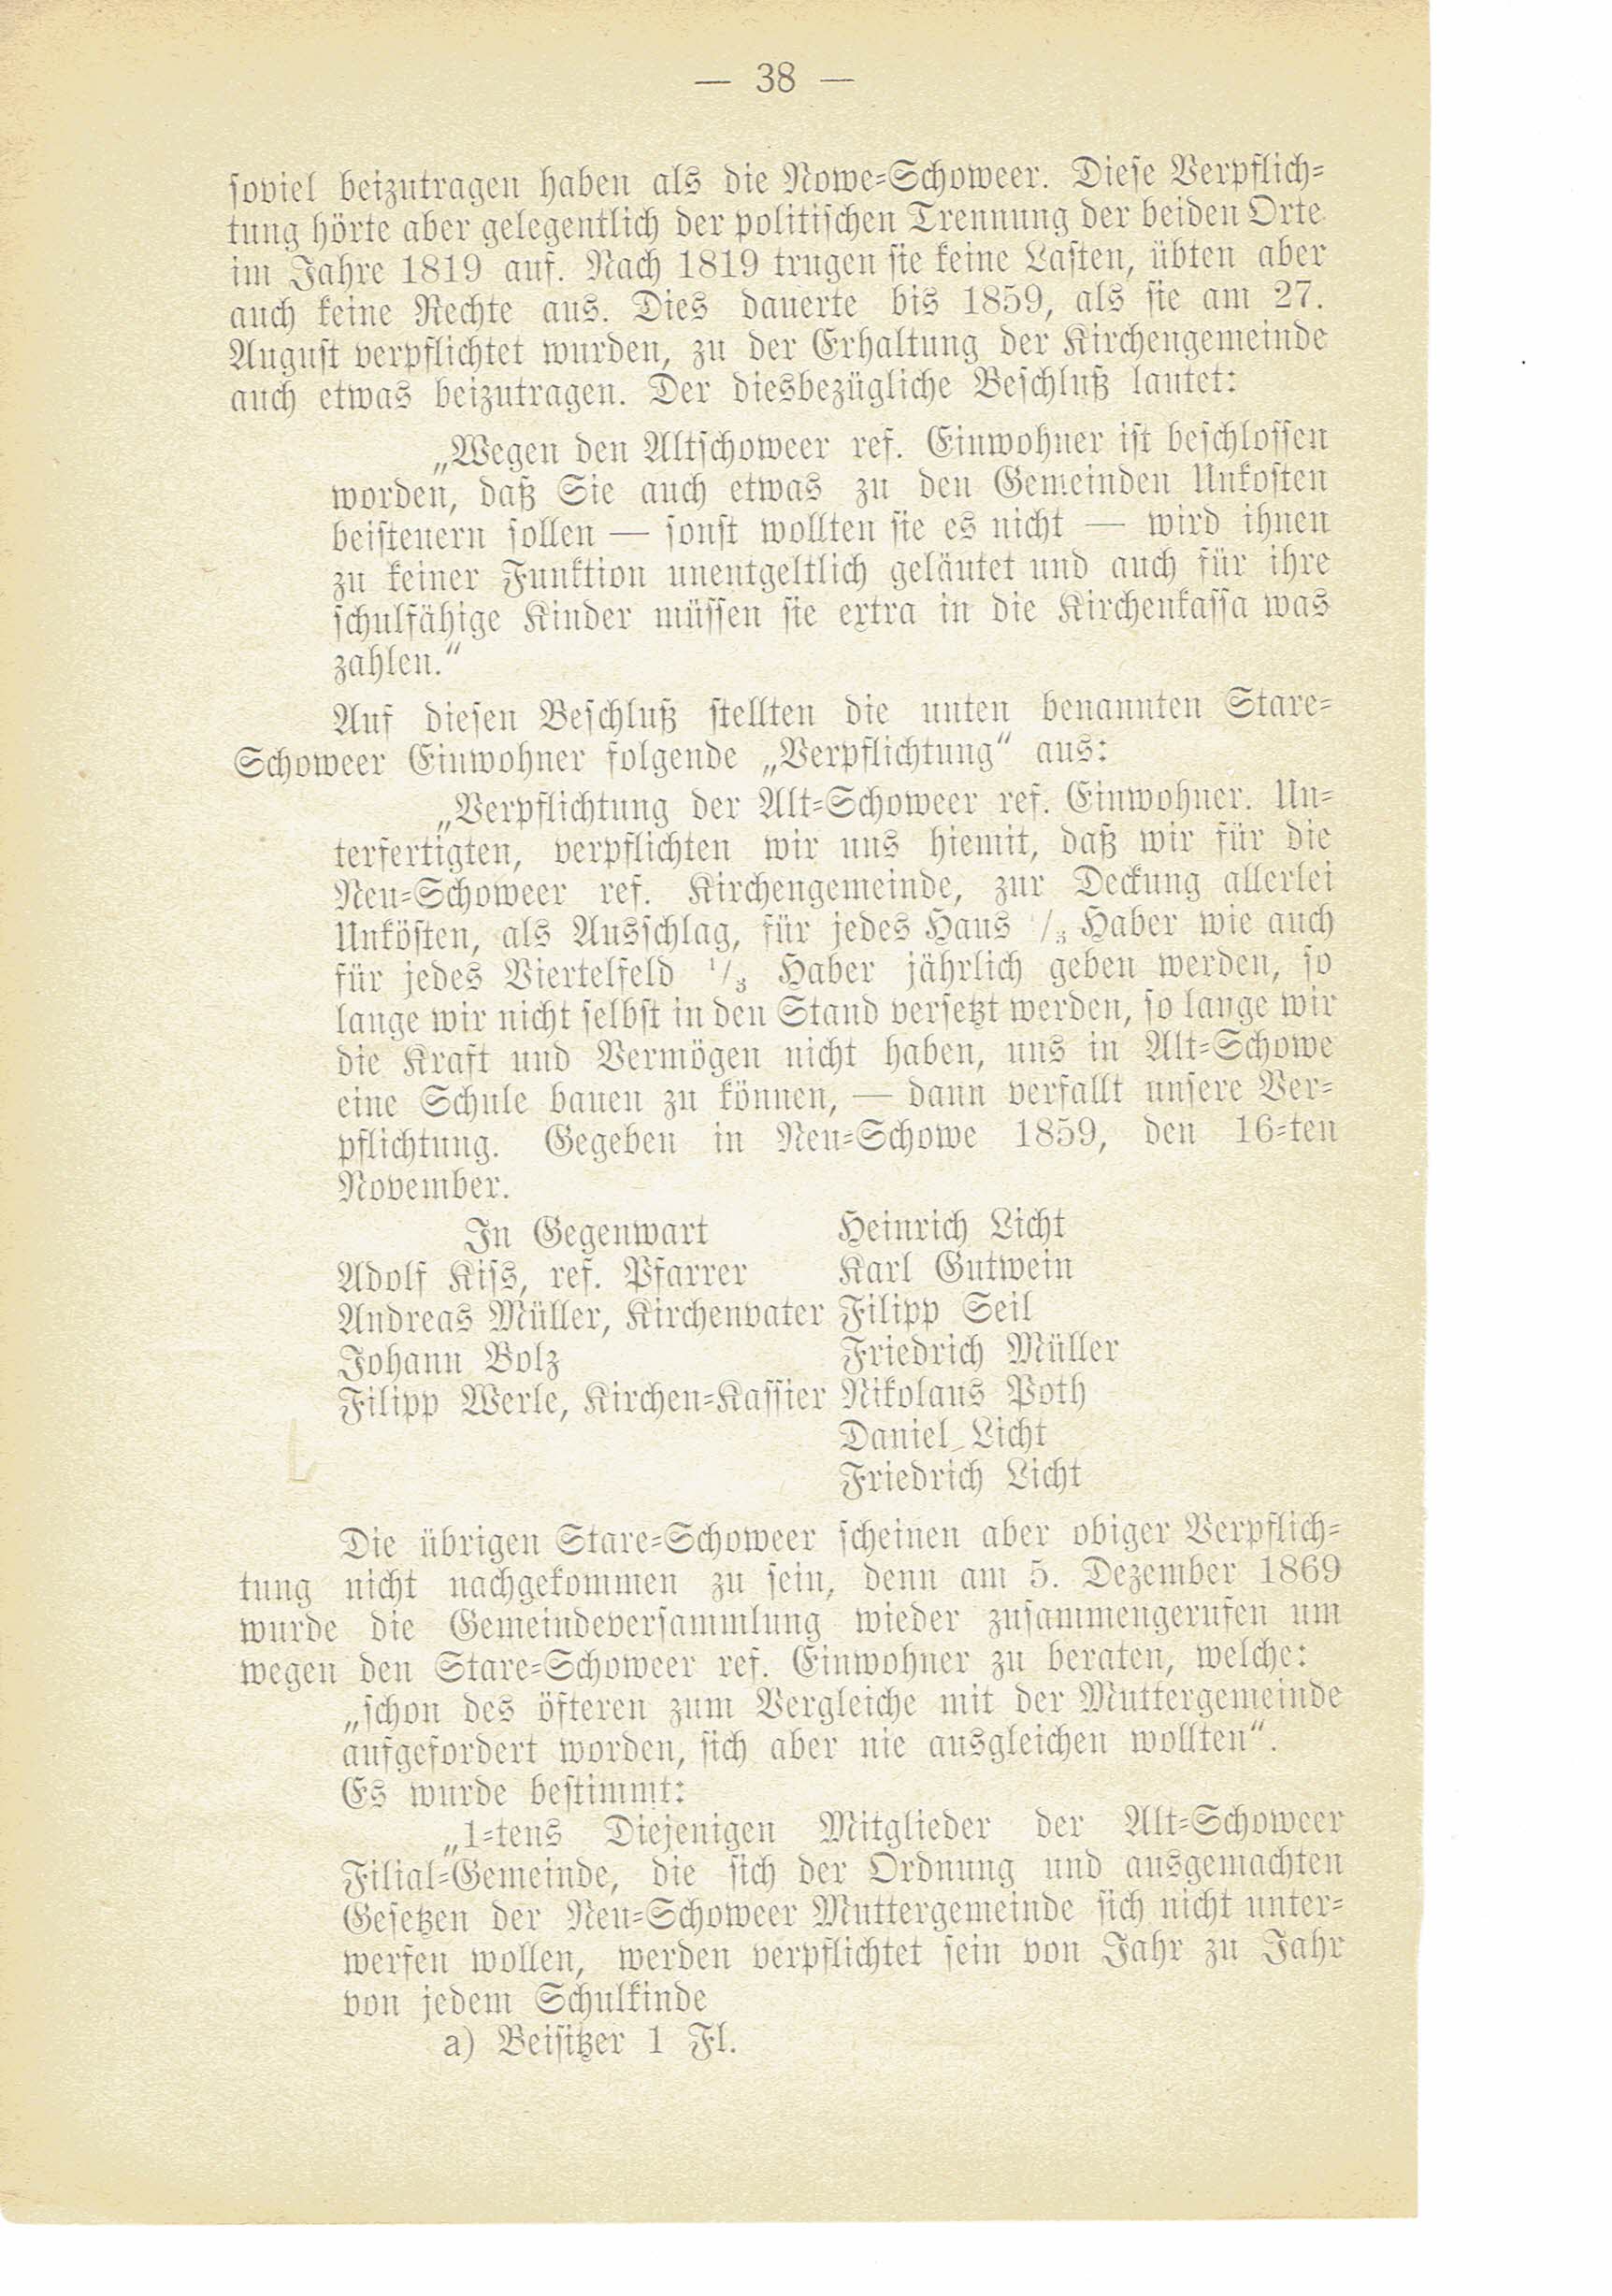 — 38 —
soviel beizutragen haben als die Nowe-Schoweer. Diese Verpflich-
tung hörte aber gelegentlich der politischen Trennung der beiden Orte
im Jahre 1819 auf. Nach 1819 trugen sie keine Lasten, übten aber
auch keine Rechte aus. Dies dauerte bis 1859, als sie am 27.
August verpflichtet wurden, zu der Erhaltung der Kirchengemeinde
auch etwas beizutragen. Der diesbezügliche Beschluß lautet:
„Wegen den Altschoweer ref. Einwohner ist beschlossen
worden, daß Sie auch etwas zu den Gemeinden Unkosten
beisteuern sollen — sonst wollten sie es nicht — wird ihnen
zu keiner Funktion unentgeltlich geläutet und auch für ihre
schulfähige Kinder müssen sie extra in die Kirchenkassa was
zahlen.“
Auf diesen Beschluß stellten die unten benannten Stare-
Schoweer Einwohner folgende „Verpflichtung“ aus:
„Verpflichtung der Alt-Schoweer ref. Einwohner. Un-
terfertigten, verpflichten wir uns hiemit, daß wir für die
Neu-Schoweer ref. Kirchengemeinde, zur Deckung allerlei
Unkösten, als Ausschlag, für jedes Haus /₃ Haber wie auch
für jedes Viertelfeld ¹/₃ Haber jährlich geben werden, so
lange wir nicht selbst in den Stand versetzt werden, so lange wir
die Kraft und Vermögen nicht haben, uns in Alt-Schowe
eine Schule bauen zu können, — dann verfallt unsere Ver-
pflichtung. Gegeben in Neu-Schowe 1859, den 16-ten
November.
In Gegenwart Heinrich Licht
Adolf Kiss, ref. Pfarrer Karl Gutwein
Andreas Müller, Kirchenvater Filipp Seil
Johann Bolz Friedrich Müller
Filipp Werle, Kirchen-Kassier Nikolaus Poth
Daniel Licht
Friedrich Licht
Die übrigen Stare-Schoweer scheinen aber obiger Verpflich-
tung nicht nachgekommen zu sein, denn am 5. Dezember 1869
wurde die Gemeindeversammlung wieder zusammengerufen um
wegen den Stare-Schoweer ref. Einwohner zu beraten, welche:
„schon des öfteren zum Vergleiche mit der Muttergemeinde
aufgefordert worden, sich aber nie ausgleichen wollten“.
Es wurde bestimmt:
„1-tens Diejenigen Mitglieder der Alt-Schoweer
Filial-Gemeinde, die sich der Ordnung und ausgemachten
Gesetzen der Neu-Schoweer Muttergemeinde sich nicht unter-
werfen wollen, werden verpflichtet sein von Jahr zu Jahr
von jedem Schulkinde
a) Beisitzer 1 Fl.